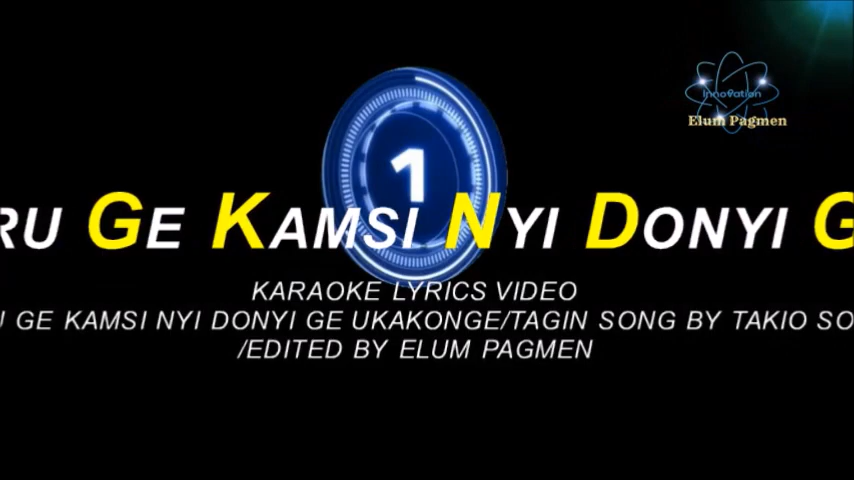 Innovation
Elum Pagmen
1
RU GE KAMSI NYI DONYI G
KARAOKE LYRICS VIDEO
U GE KAMSI NYI DONYI GE UKAKONGE/TAGIN SONG BY TAKIO SO
/EDITED BY ELUM PAGMEN